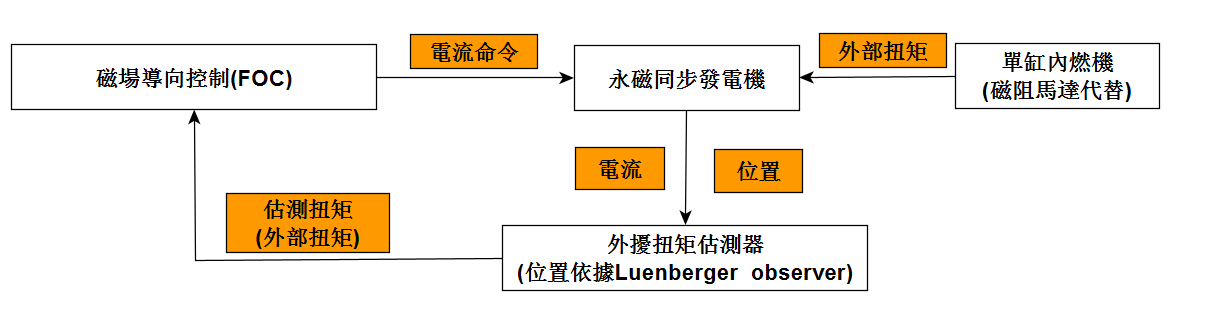 電流命令
外部扭矩
磁場導向控制(FOC)
永磁同步發電機
單缸內燃機
(磁阻馬達代替)
電流
位置
估測扭矩
(外部扭矩)
外擾扭矩估測器
(位置依據Luenberger observer)